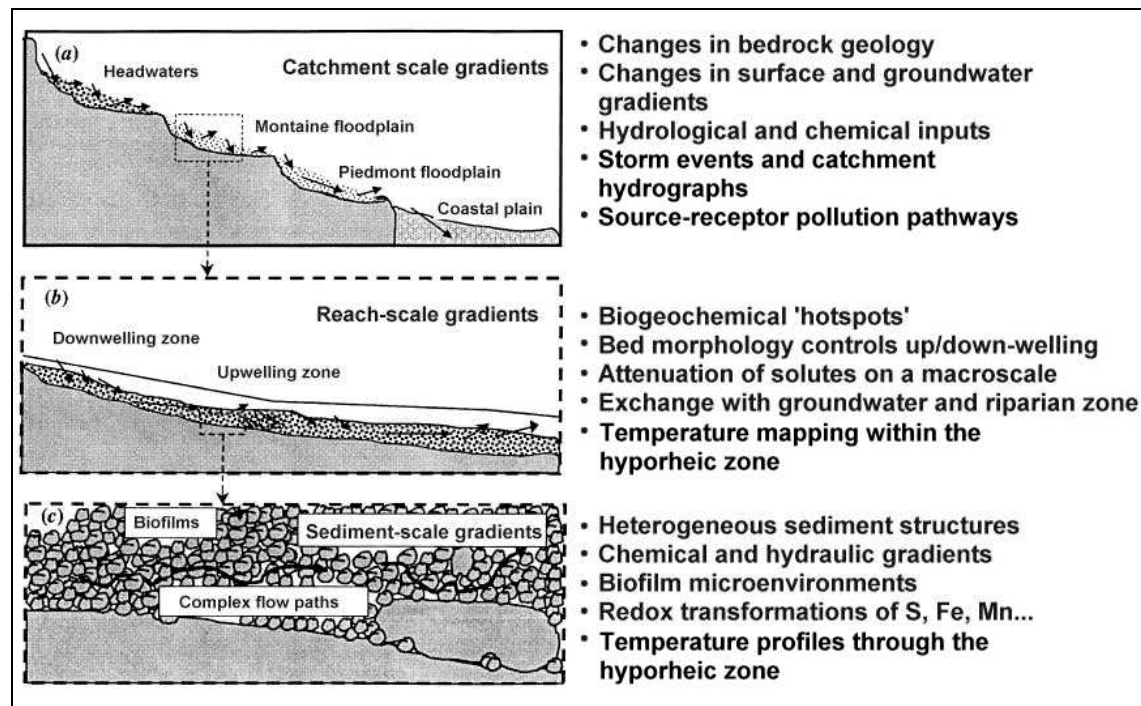 (a)
Headwaters
Catchment scale gradients
Montaine floodplain
Piedmont floodplain
Coastal plain
• Changes in bedrock geology
• Changes in surface and groundwater
gradients
• Hydrological and chemical inputs
• Storm events and catchment
hydrographs
• Source-receptor pollution pathways
(b)
Reach-scale gradients
Downwelling zone
Upwelling zone
• Biogeochemical 'hotspots'
• Bed morphology controls up/down-welling
• Attenuation of solutes on a macroscale
• Exchange with groundwater and riparian zone
• Temperature mapping within the
hyporheic zone
(c)
Biofilms
Sediment-scale gradients
Complex flow paths
• Heterogeneous sediment structures
• Chemical and hydraulic gradients
• Biofilm microenvironments
• Redox transformations of S, Fe, Mn...
• Temperature profiles through the
hyporheic zone